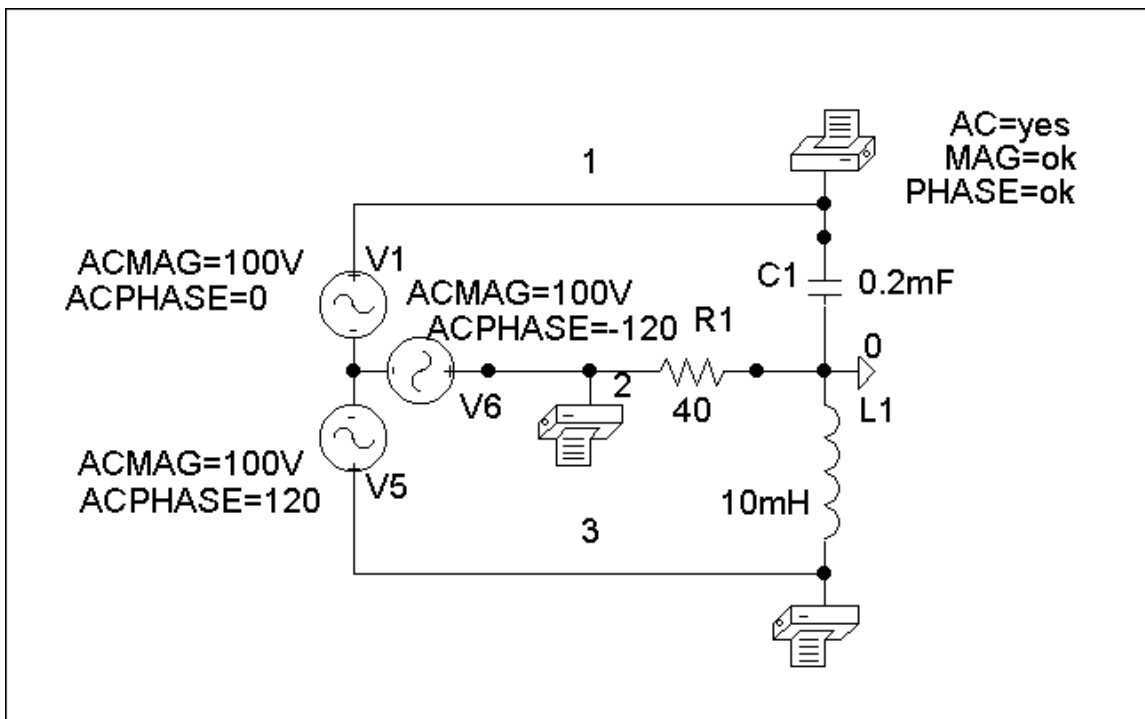 AC=yes
MAG=ok
PHASE=ok
1
ACMAG=100V
ACPHASE=0
V1
ACMAG=100V
ACPHASE=-120
V6
R1
40
2
C1
0.2mF
0
L1
ACMAG=100V
ACPHASE=120
V5
10mH
3